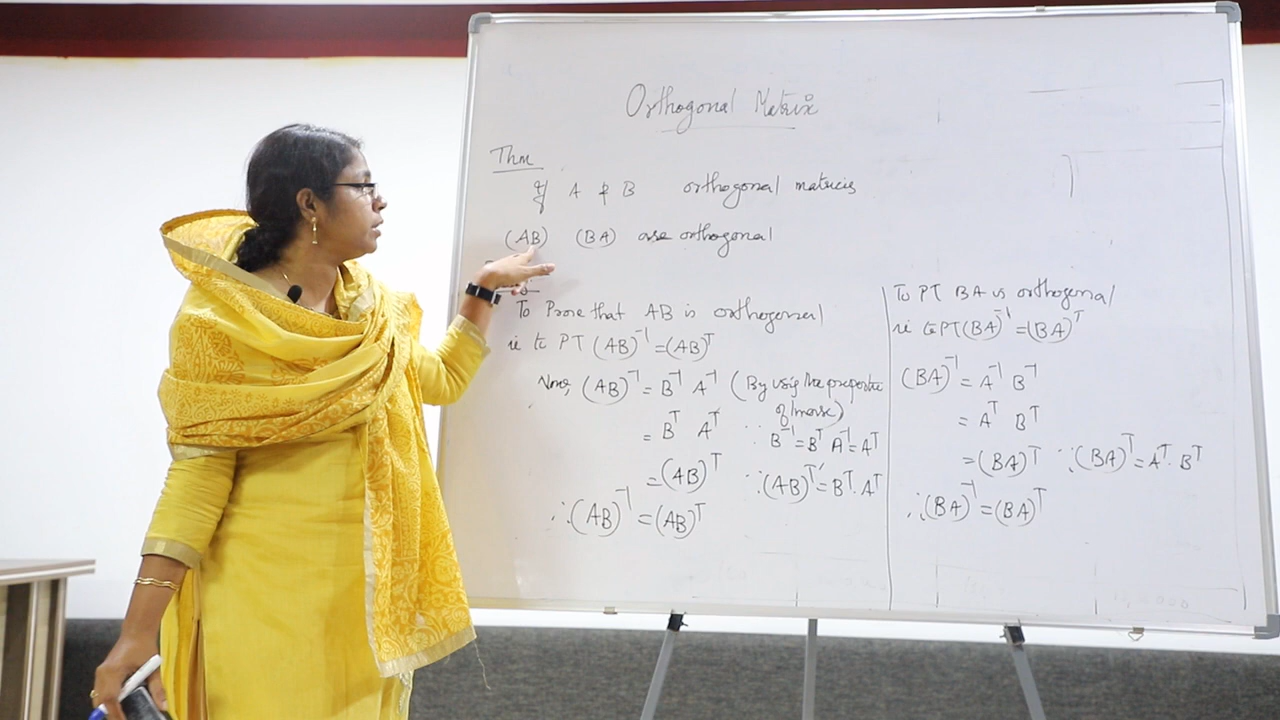 Orthogonal Matrix
Thm
If A & B orthogonal matricis
(AB) (BA) are orthogonal
To Prove that AB is orthogonal
ie to PT (AB)⁻¹ = (AB)ᵀ
Now, (AB)⁻¹ = B⁻¹ A⁻¹ (By using the properties of Inverse)
= Bᵀ Aᵀ ∵ B⁻¹ = Bᵀ A⁻¹ = Aᵀ
= (AB)ᵀ ∵ (AB)ᵀ = Bᵀ. Aᵀ
∴ (AB)⁻¹ = (AB)ᵀ
To PT BA is orthogonal
ie to PT (BA)⁻¹ = (BA)ᵀ
(BA)⁻¹ = A⁻¹ B⁻¹
= Aᵀ Bᵀ
= (BA)ᵀ ∵ (BA)ᵀ = Aᵀ. Bᵀ
∴ (BA)⁻¹ = (BA)ᵀ